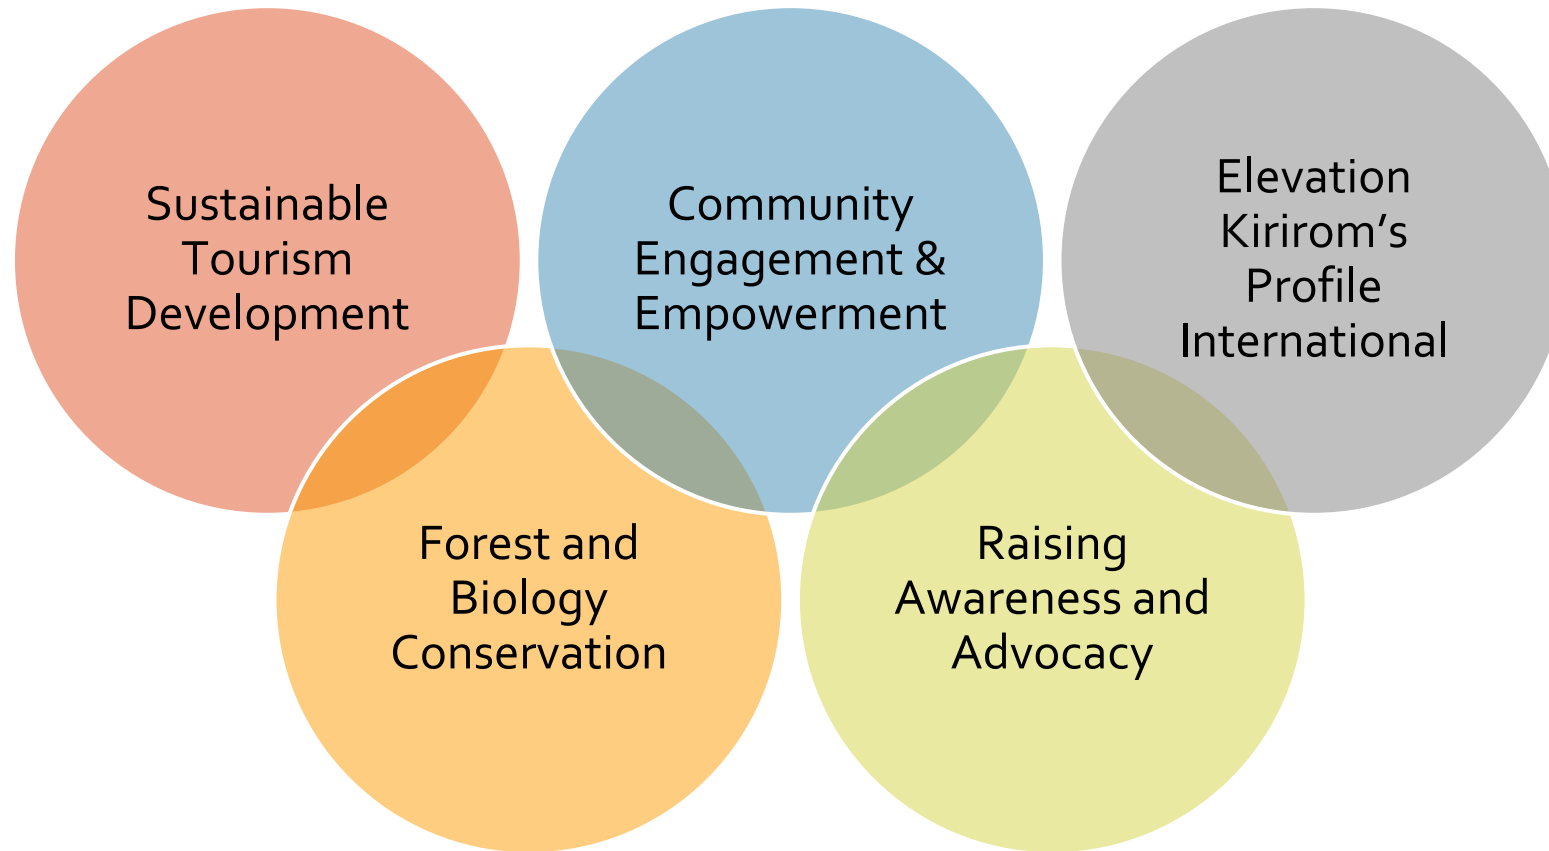 Sustainable
Tourism
Development
Community
Engagement &
Empowerment
Elevation
Kirirom’s
Profile
International
Forest and
Biology
Conservation
Raising
Awareness and
Advocacy